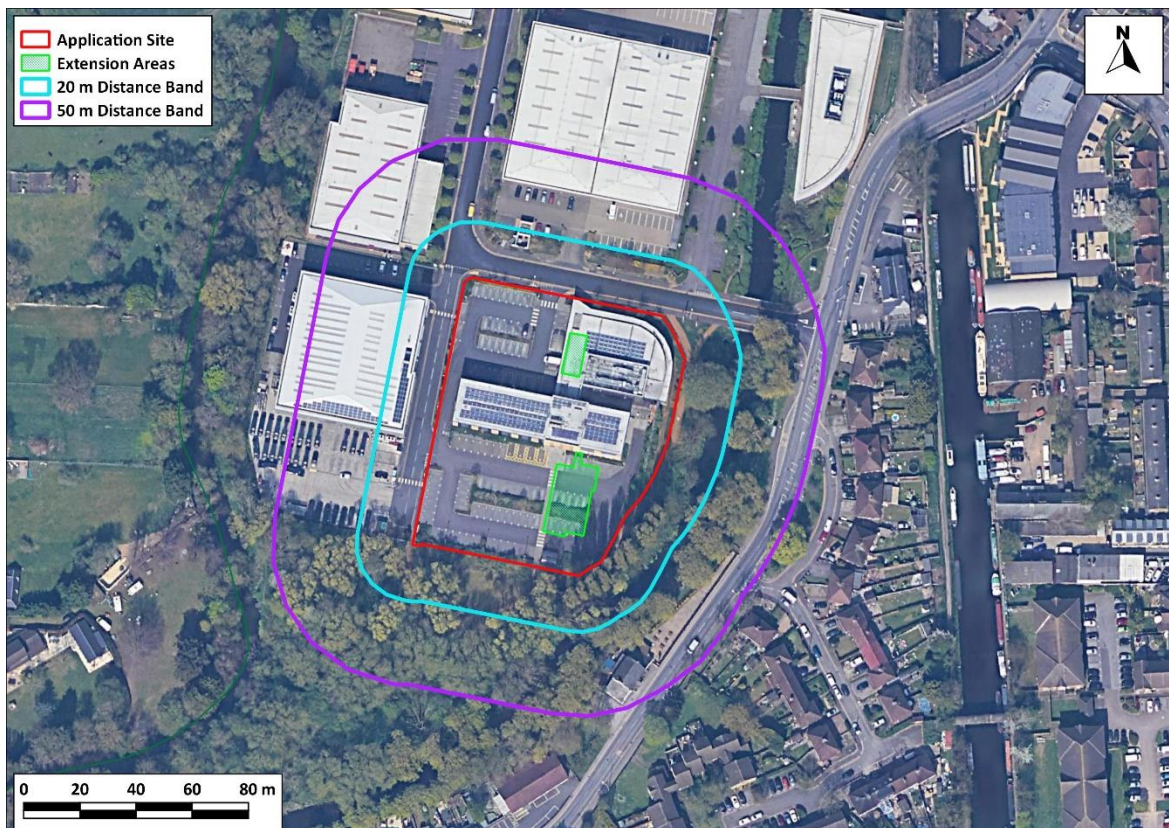 Application Site
Extension Areas
20 m Distance Band
50 m Distance Band
N
0 20 40 60 80 m